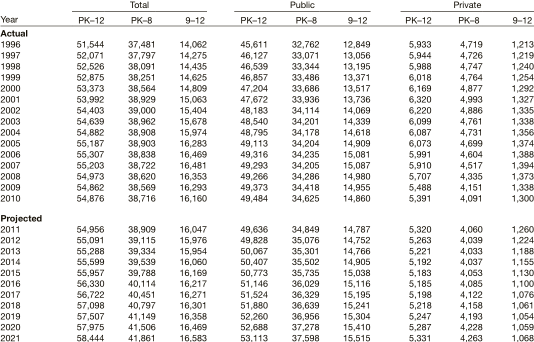 Total Public Private
Year PK–12 PK–8 9–12 PK–12 PK–8 9–12 PK–12 PK–8 9–12
Actual
1996 51,544 37,481 14,062 45,611 32,762 12,849 5,933 4,719 1,213
1997 52,071 37,797 14,275 46,127 33,071 13,056 5,944 4,726 1,219
1998 52,526 38,091 14,435 46,539 33,344 13,195 5,988 4,747 1,240
1999 52,875 38,251 14,625 46,857 33,486 13,371 6,018 4,764 1,254
2000 53,373 38,564 14,809 47,204 33,686 13,517 6,169 4,877 1,292
2001 53,992 38,929 15,063 47,672 33,936 13,736 6,320 4,993 1,327
2002 54,403 39,000 15,404 48,183 34,114 14,069 6,220 4,886 1,335
2003 54,639 38,962 15,678 48,540 34,201 14,339 6,099 4,761 1,338
2004 54,882 38,908 15,974 48,795 34,178 14,618 6,087 4,731 1,356
2005 55,187 38,903 16,283 49,113 34,204 14,909 6,073 4,699 1,374
2006 55,307 38,838 16,469 49,316 34,235 15,081 5,991 4,604 1,388
2007 55,203 38,722 16,481 49,293 34,205 15,087 5,910 4,517 1,394
2008 54,973 38,620 16,353 49,266 34,286 14,980 5,707 4,335 1,373
2009 54,862 38,569 16,293 49,373 34,418 14,955 5,488 4,151 1,338
2010 54,876 38,716 16,160 49,484 34,625 14,860 5,391 4,091 1,300
Projected
2011 54,956 38,909 16,047 49,636 34,849 14,787 5,320 4,060 1,260
2012 55,091 39,115 15,976 49,828 35,076 14,752 5,263 4,039 1,224
2013 55,288 39,334 15,954 50,067 35,301 14,766 5,221 4,033 1,188
2014 55,599 39,539 16,060 50,407 35,502 14,905 5,192 4,037 1,155
2015 55,957 39,788 16,169 50,773 35,735 15,038 5,183 4,053 1,130
2016 56,330 40,114 16,217 51,146 36,029 15,116 5,185 4,085 1,100
2017 56,722 40,451 16,271 51,524 36,329 15,195 5,198 4,122 1,076
2018 57,098 40,797 16,301 51,880 36,639 15,241 5,218 4,158 1,061
2019 57,507 41,149 16,358 52,260 36,956 15,304 5,247 4,193 1,054
2020 57,975 41,506 16,469 52,688 37,278 15,410 5,287 4,228 1,059
2021 58,444 41,861 16,583 53,113 37,598 15,515 5,331 4,263 1,068